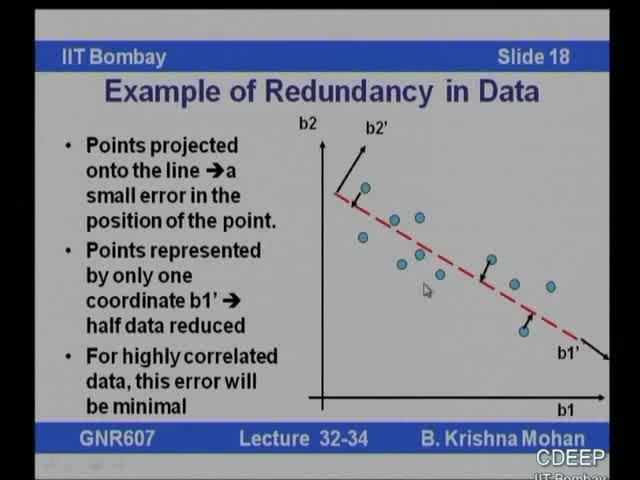 IIT Bombay
Slide 18
Example of Redundancy in Data
• Points projected
onto the line ➔a
small error in the
position of the point.
• Points represented
by only one
coordinate b1' ➔
half data reduced
• For highly correlated
data, this error will
be minimal
b2
b2'
b1'
b1
GNR607
Lecture 32-34
B. Krishna Mohan
CDEEP
IIT Bombay